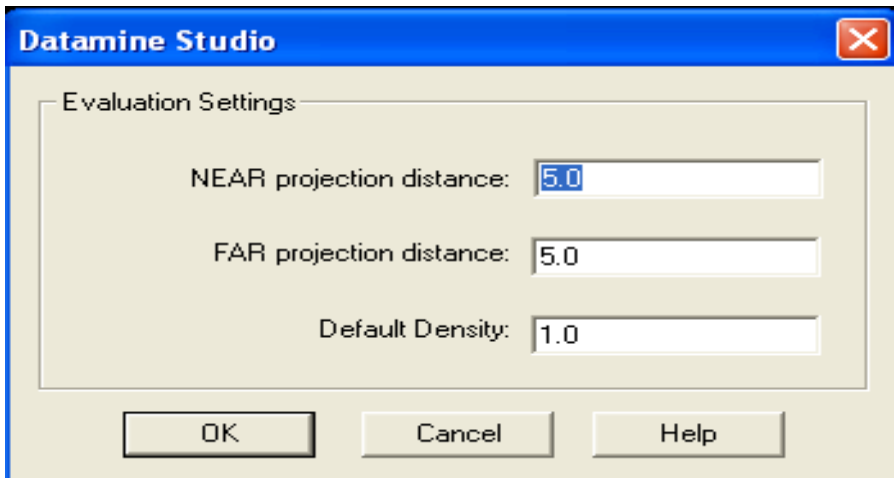 Datamine Studio
Evaluation Settings
NEAR projection distance: 5.0
FAR projection distance: 5.0
Default Density: 1.0
OK Cancel Help